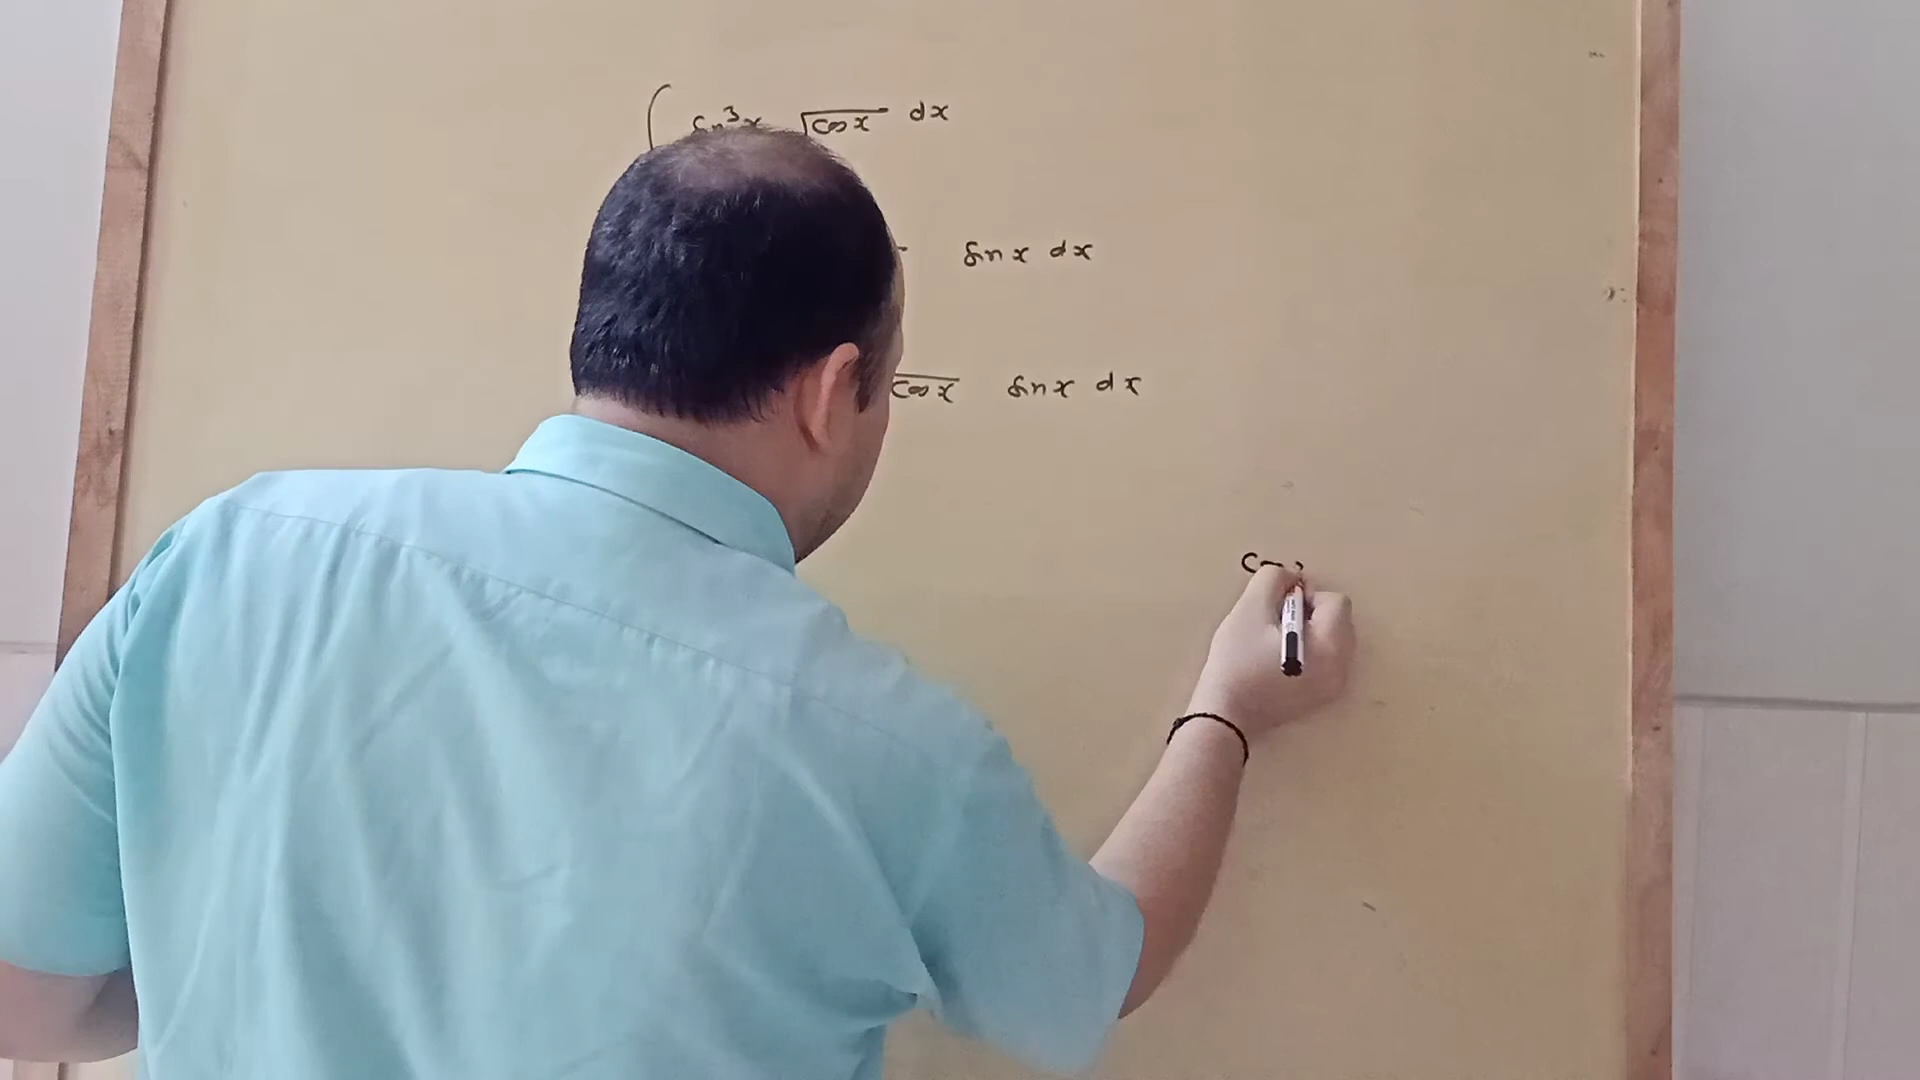 ∫ sin³x √cos x dx
sin x dx
cos x sin x dx
cos